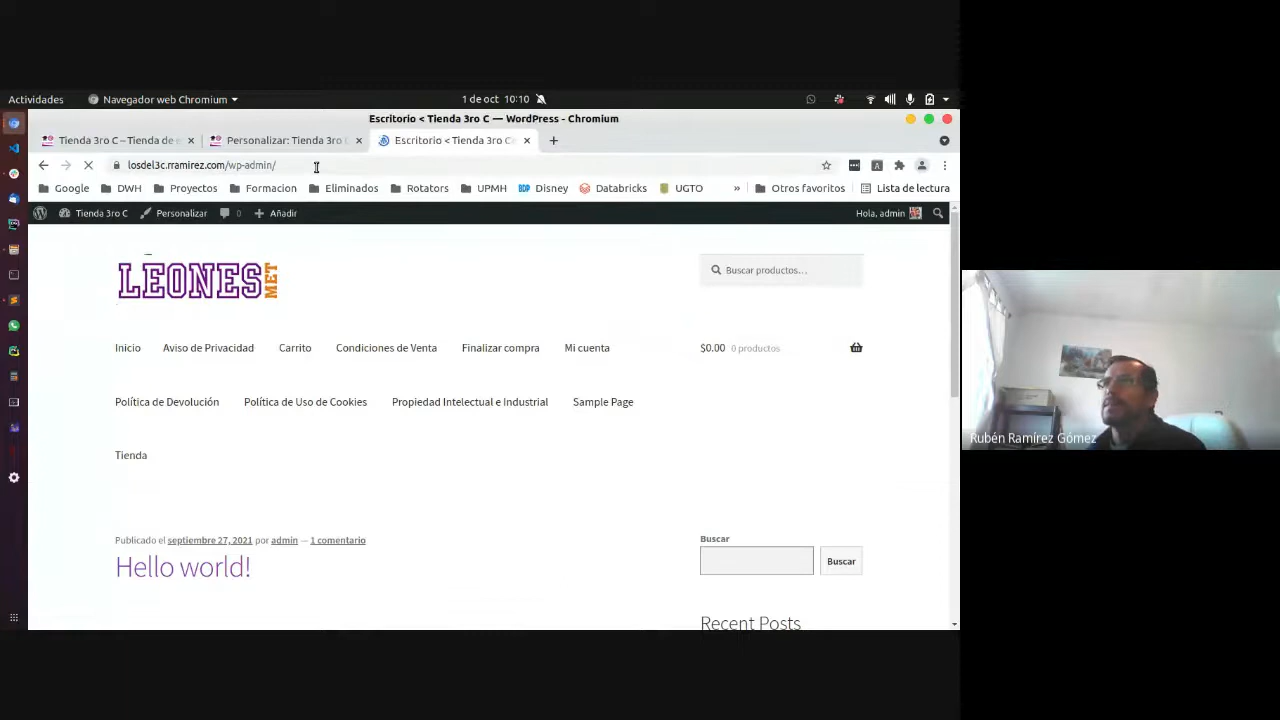 Actividades Navegador web Chromium 1 de oct 10:10
Escritorio < Tienda 3ro C — WordPress - Chromium
Tienda 3ro C – Tienda de e Personalizar: Tienda 3ro Escritorio < Tienda 3ro C
losdel3c.rramirez.com/wp-admin/
Google DWH Proyectos Formacion Eliminados Rotators UPMH Disney Databricks UGTO » Otros favoritos Lista de lectura
Tienda 3ro C Personalizar 0 Añadir Hola, admin
LEONES MET
Buscar productos…
Inicio Aviso de Privacidad Carrito Condiciones de Venta Finalizar compra Mi cuenta $0.00 0 productos
Política de Devolución Política de Uso de Cookies Propiedad Intelectual e Industrial Sample Page
Tienda
Publicado el septiembre 27, 2021 por admin — 1 comentario
Hello world!
Buscar
Buscar
Recent Posts
Rubén Ramírez Gómez